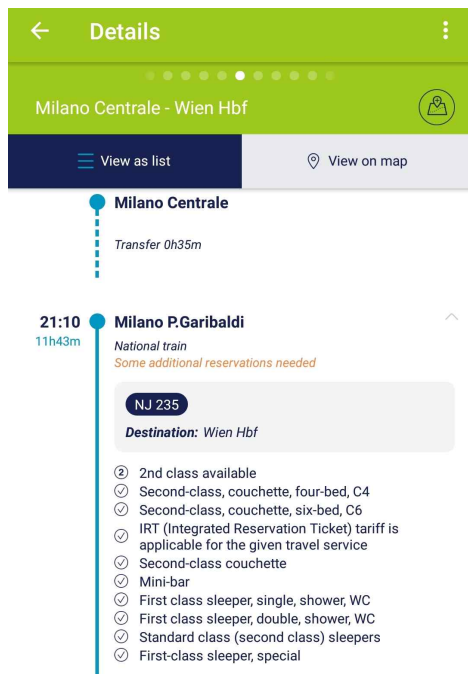 Details
Milano Centrale - Wien Hbf
View as list
View on map
Milano Centrale
Transfer 0h35m
21:10 Milano P.Garibaldi
11h43m National train
Some additional reservations needed
NJ 235
Destination: Wien Hbf
2 2nd class available
Second-class, couchette, four-bed, C4
Second-class, couchette, six-bed, C6
IRT (Integrated Reservation Ticket) tariff is
applicable for the given travel service
Second-class couchette
Mini-bar
First class sleeper, single, shower, WC
First class sleeper, double, shower, WC
Standard class (second class) sleepers
First-class sleeper, special